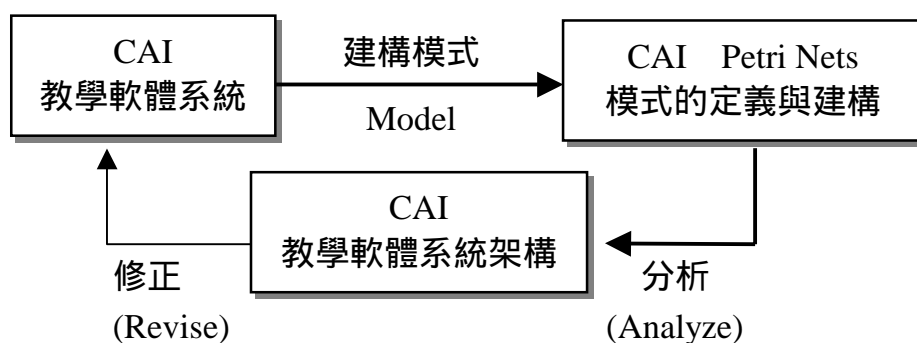 CAI
教學軟體系統
建構模式
Model
CAI Petri Nets
模式的定義與建構
CAI
教學軟體系統架構
修正
(Revise)
分析
(Analyze)